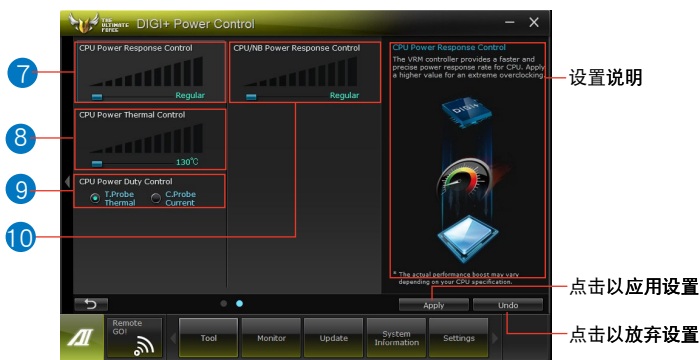 THE ULTIMATE FORCE
DIGI+ Power Control
7
CPU Power Response Control
Regular
CPU/NB Power Response Control
Regular
8
CPU Power Thermal Control
130°C
9
CPU Power Duty Control
T.Probe
Thermal
C.Probe
Current
10
CPU Power Response Control
The VRM controller provides a faster and
precise power response rate for CPU. Apply
a higher value for an extreme overclocking.
DIGI+
* The actual performance boost may vary
depending on your CPU specification.
设置说明
Apply
Undo
点击以应用设置
点击以放弃设置
AI
Remote
GO!
Tool
Monitor
Update
System
Information
Settings